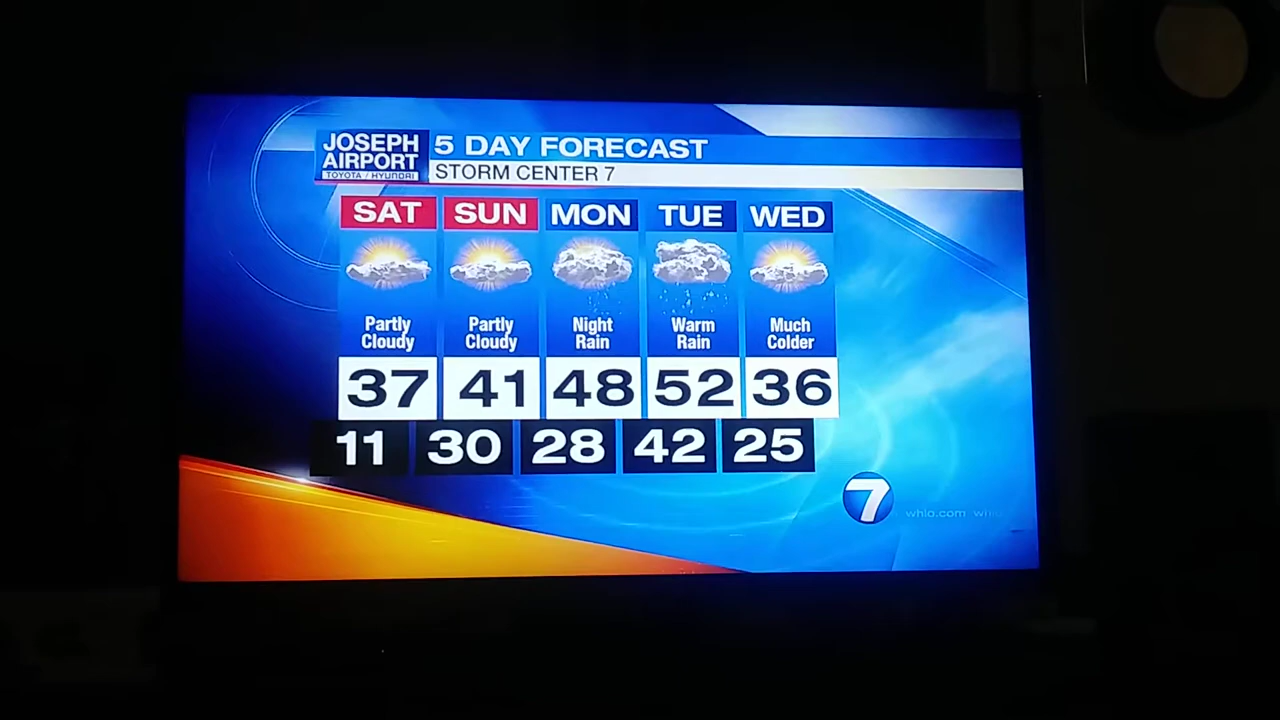 JOSEPH
AIRPORT
TOYOTA / HYUNDAI
5 DAY FORECAST
STORM CENTER 7
SAT SUN MON TUE WED
Partly Cloudy
Partly Cloudy
Night Rain
Warm Rain
Much Colder
37 41 48 52 36
11 30 28 42 25
7
whio.com